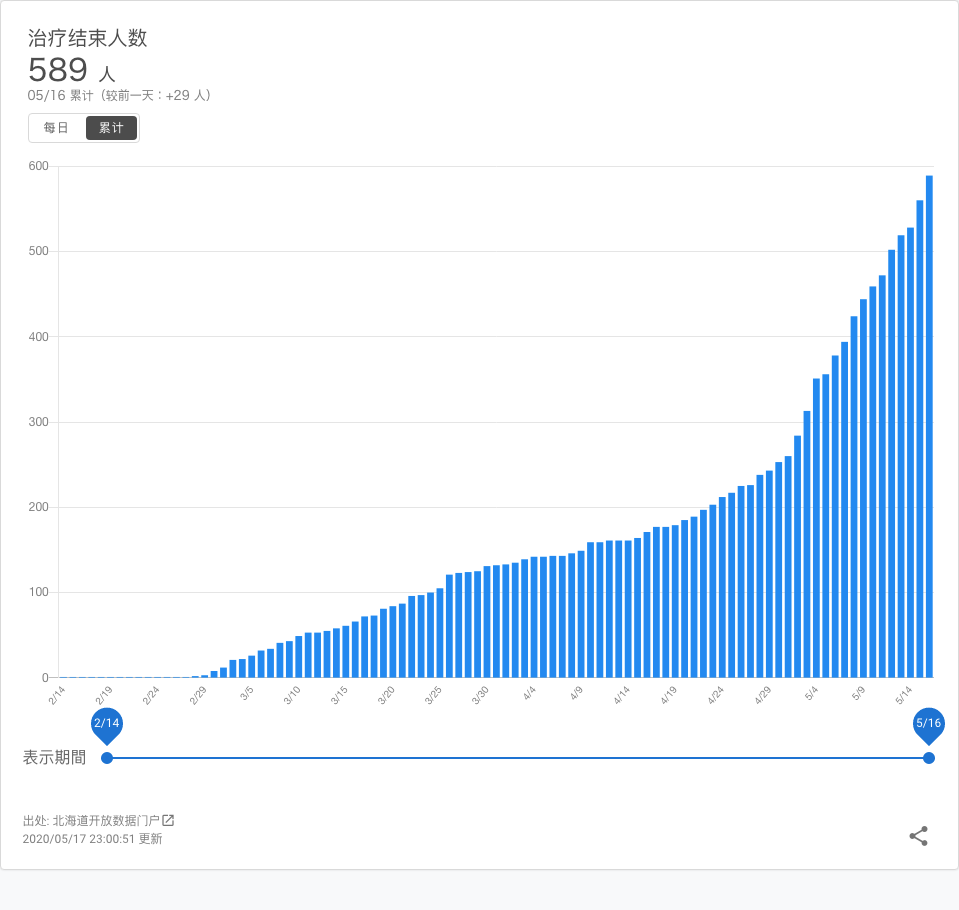 治疗结束人数
589 人
05/16 累计（较前一天：+29 人）
每日 累计
600
500
400
300
200
100
0
2/14 2/19 2/24 2/29 3/5 3/10 3/15 3/20 3/25 3/30 4/4 4/9 4/14 4/19 4/24 4/29 5/4 5/9 5/14
2/14 5/16
表示期間
出处: 北海道开放数据门户
2020/05/17 23:00:51 更新